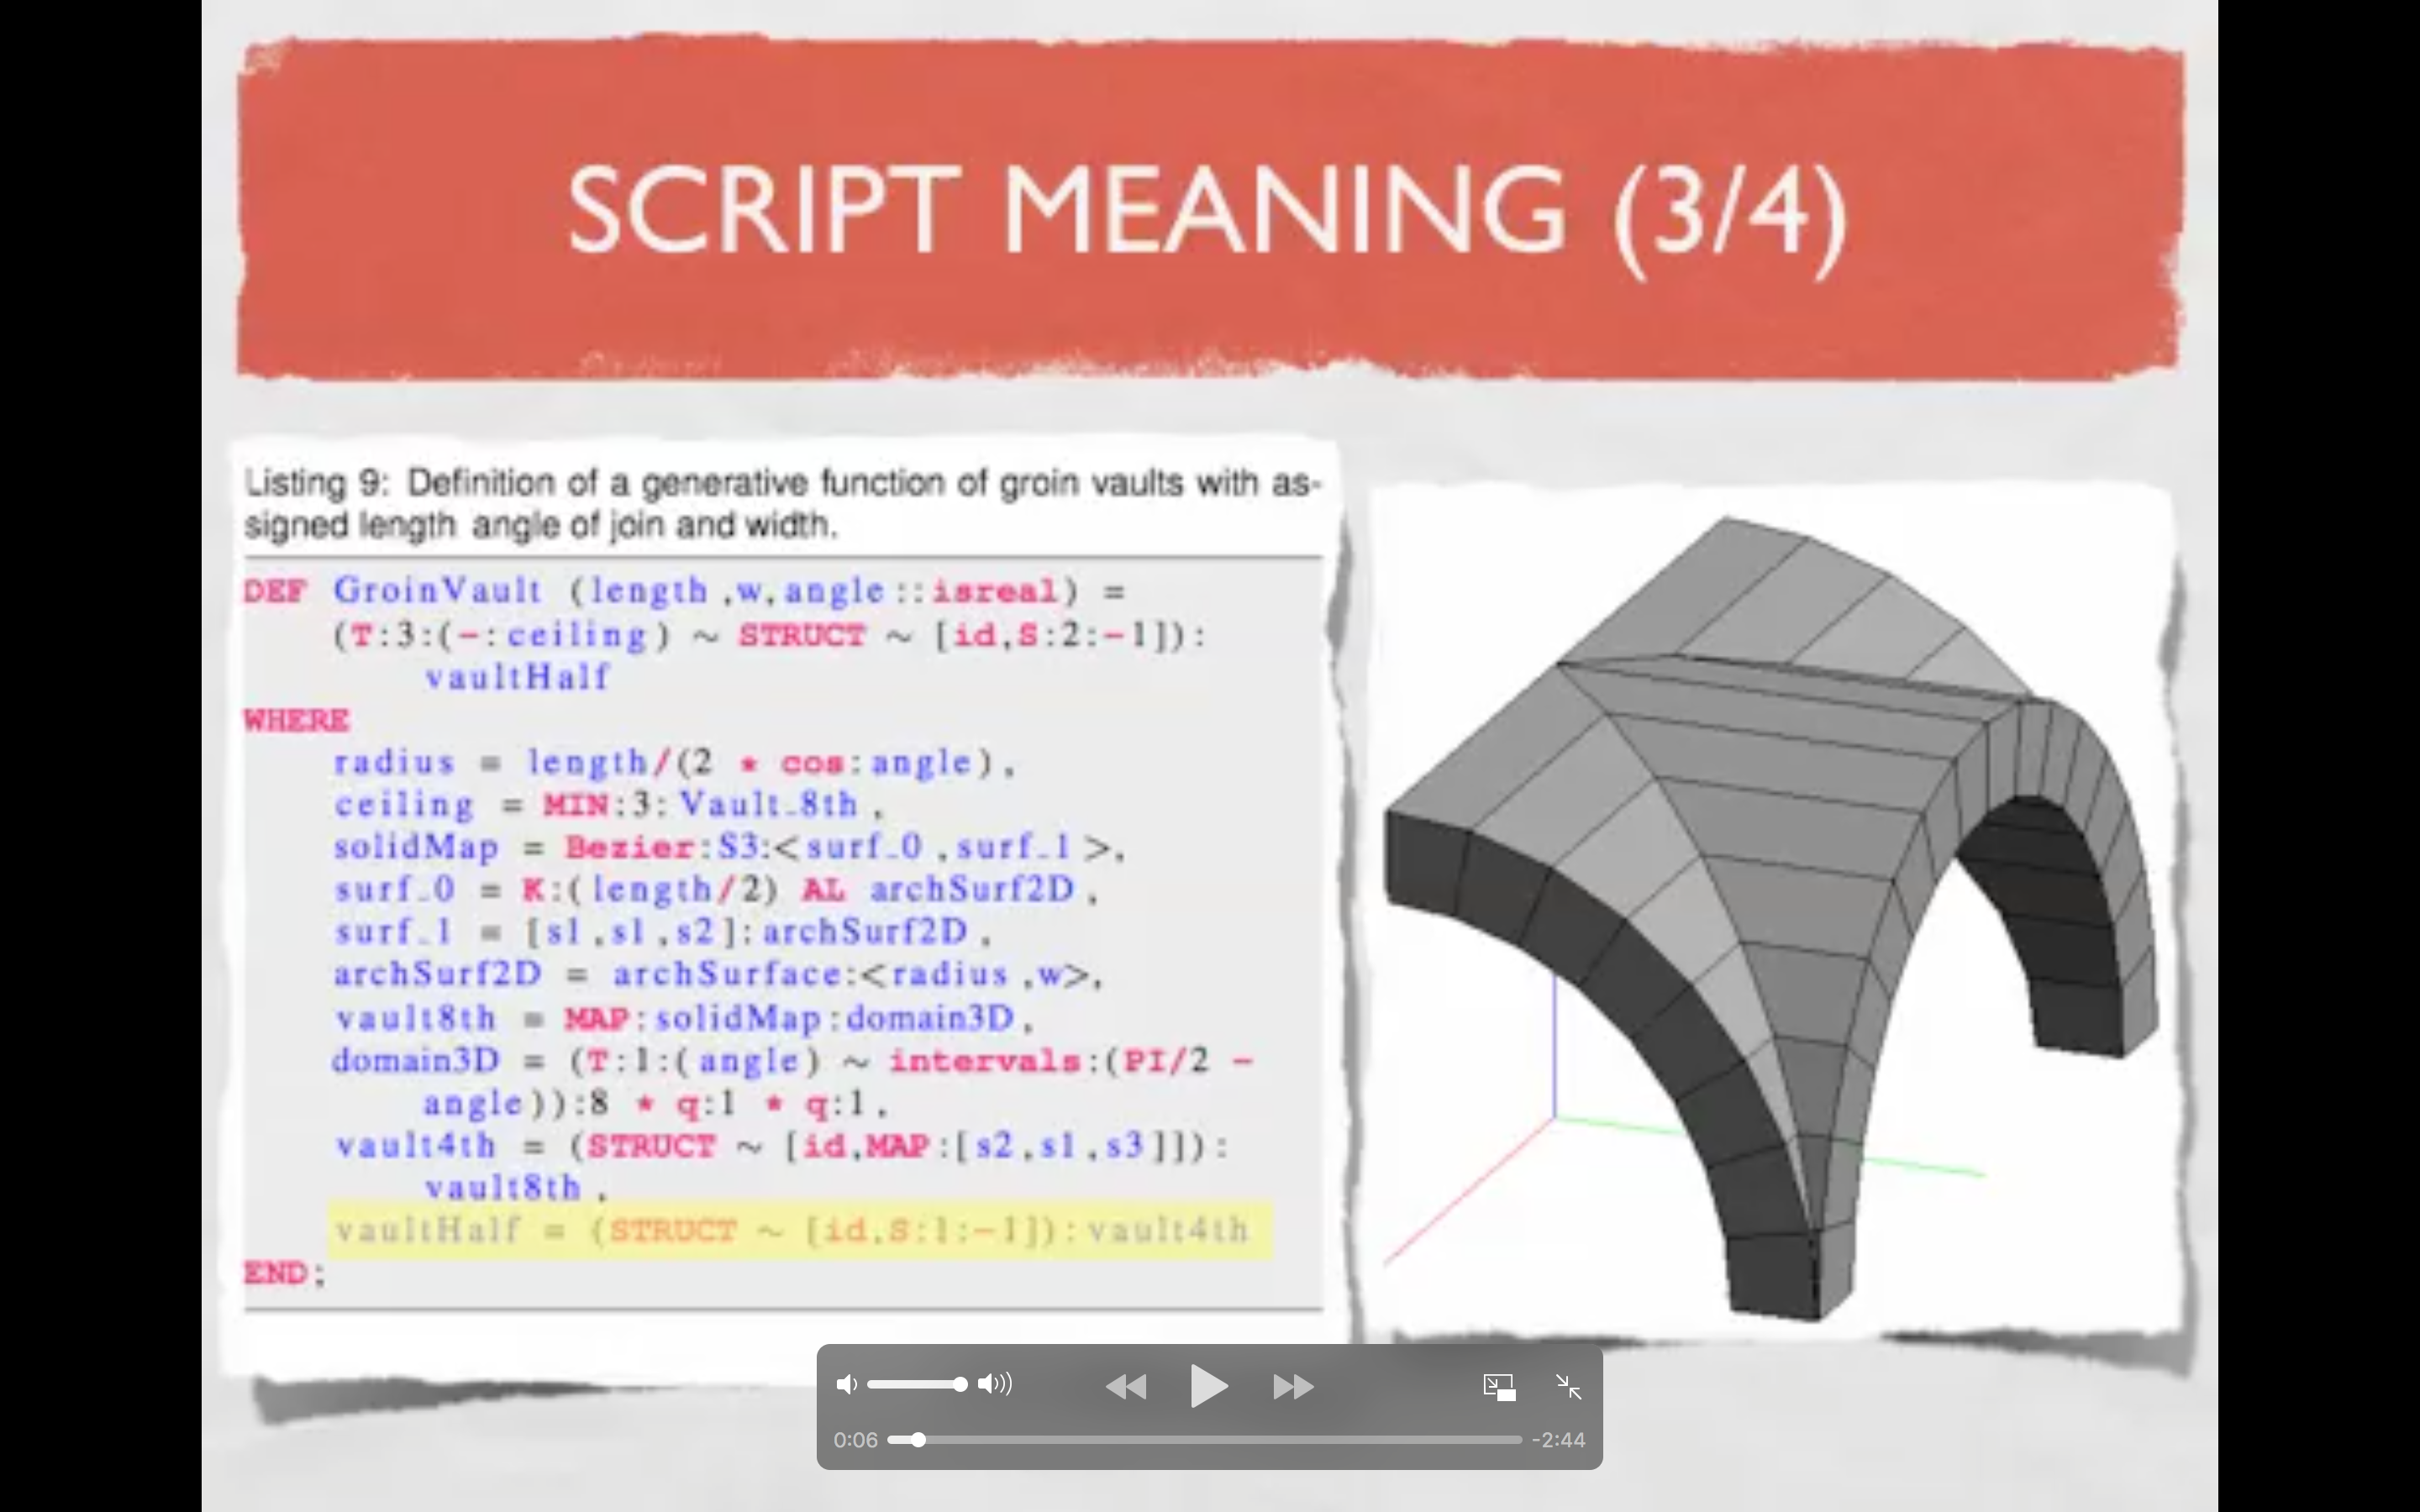 SCRIPT MEANING (3/4)
Listing 9: Definition of a generative function of groin vaults with as-
signed length angle of join and width.
DEF GroinVault (length,w,angle::isreal) =
(T:3:(-:ceiling) ~ STRUCT ~ [id,S:2:-1]):
vaultHalf
WHERE
radius = length/(2 * cos:angle),
ceiling = MIN:3:Vault_8th,
solidMap = Bezier:S3:<surf_0,surf_1>,
surf_0 = K:(length/2) AL archSurf2D,
surf_1 = [s1,s1,s2]:archSurf2D,
archSurf2D = archSurface:<radius,w>,
vault8th = MAP:solidMap:domain3D,
domain3D = (T:1:(angle) ~ intervals:(PI/2 -
angle)):8 * q:1 * q:1,
vault4th = (STRUCT ~ [id,MAP:[s2,s1,s3]]):
vault8th,
vaultHalf = (STRUCT ~ [id,S:1:-1]):vault4th
END;
0:06
-2:44